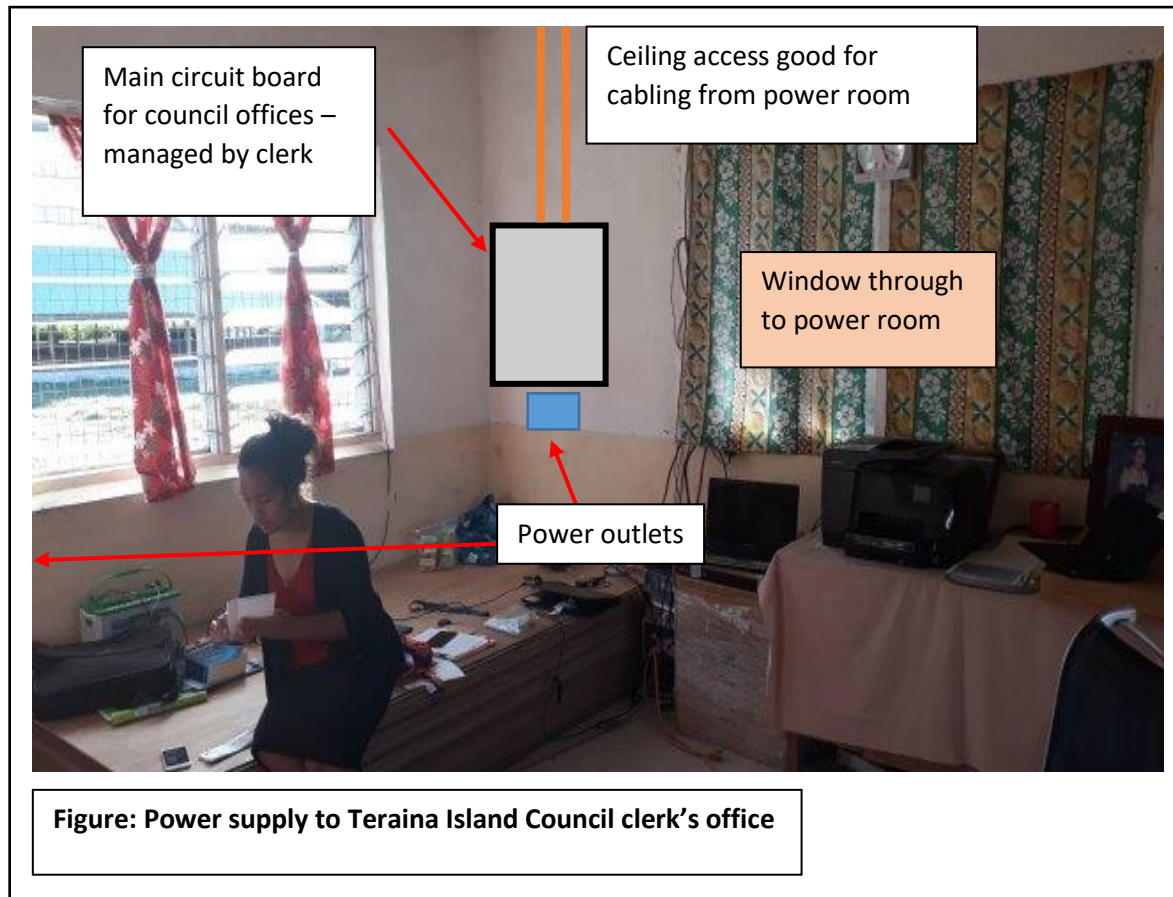 Main circuit board
for council offices –
managed by clerk
Ceiling access good for
cabling from power room
Window through
to power room
Power outlets
Figure: Power supply to Teraina Island Council clerk’s office